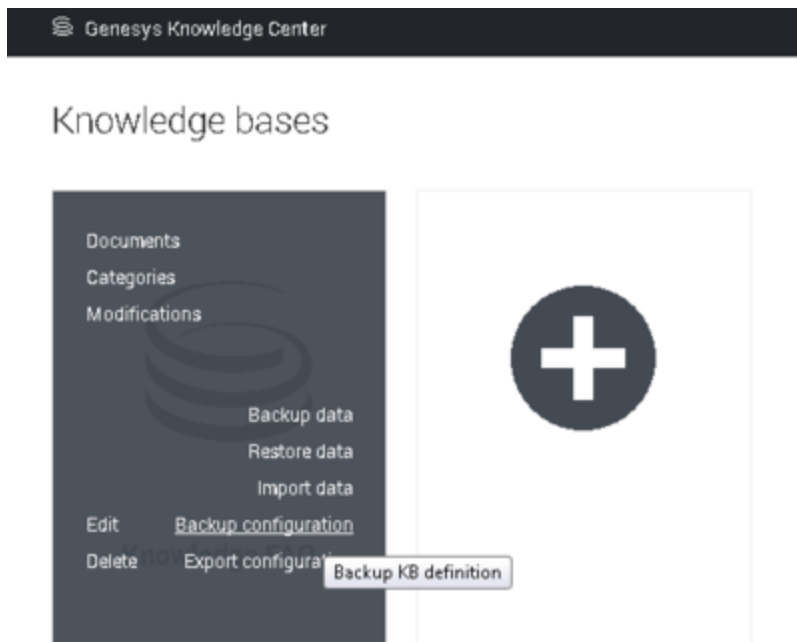 Genesys Knowledge Center
Knowledge bases
Documents
Categories
Modifications
Backup data
Restore data
Import data
Edit Backup configuration
Delete Export
Backup KB definition